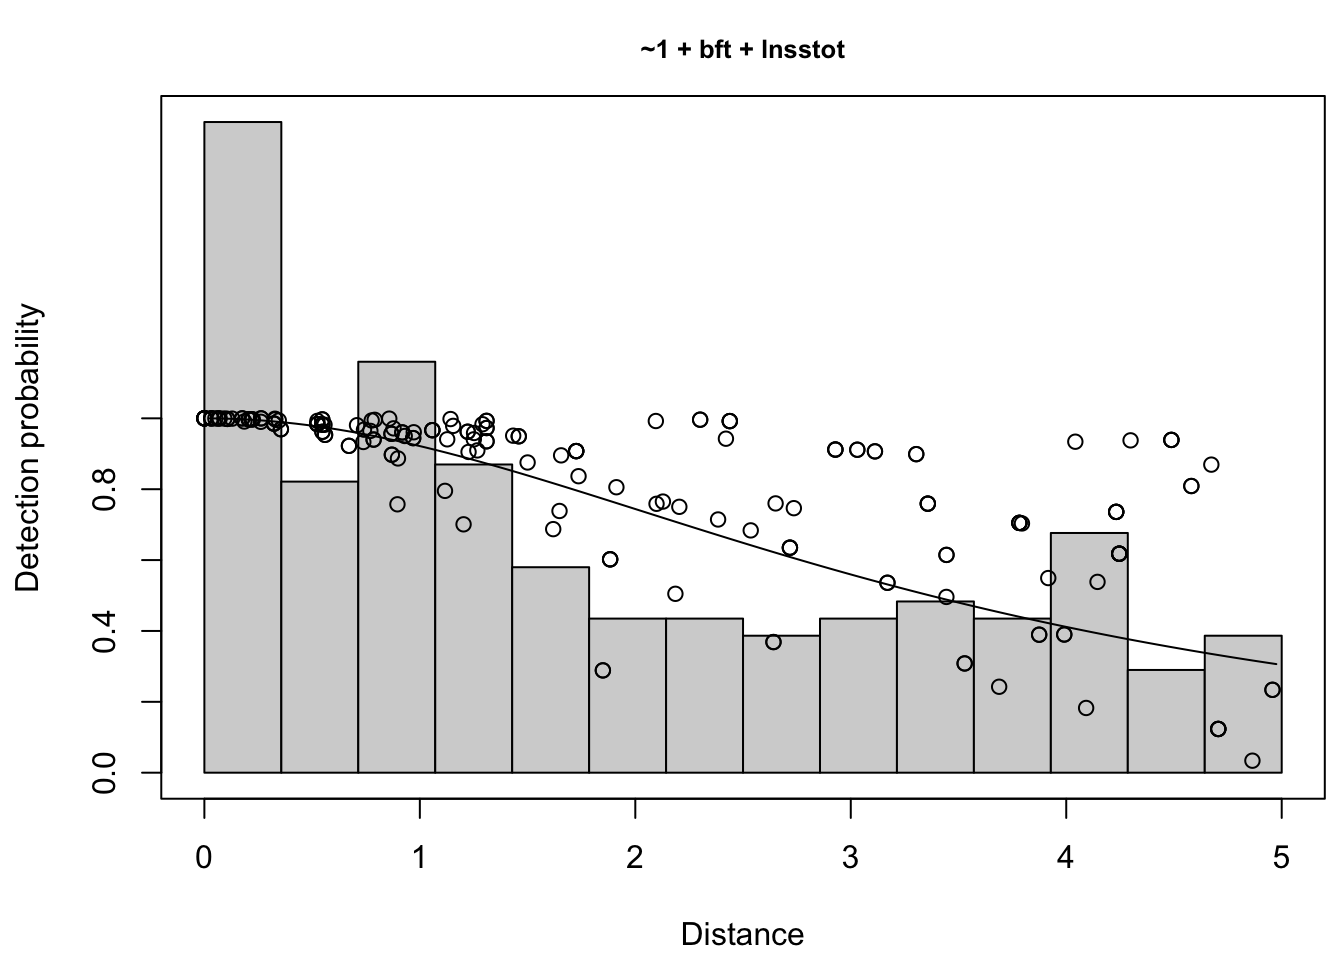 ~1 + bft + lnsstot
Detection probability
0.8
0.4
0.0
0 1 2 3 4 5
Distance